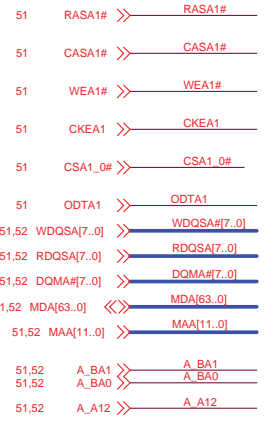 51 RASA1# RASA1#
51 CASA1# CASA1#
51 WEA1# WEA1#
51 CKEA1 CKEA1
51 CSA1_0# CSA1_0#
51 ODTA1 ODTA1
51,52 WDQSA[7..0] WDQSA#[7..0]
51,52 RDQSA[7..0] RDQSA[7..0]
51,52 DQMA#[7..0] DQMA#[7..0]
1,52 MDA[63..0] MDA[63..0]
51,52 MAA[11..0] MAA[11..0]
51,52 A_BA1 A_BA1
51,52 A_BA0 A_BA0
51,52 A_A12 A_A12